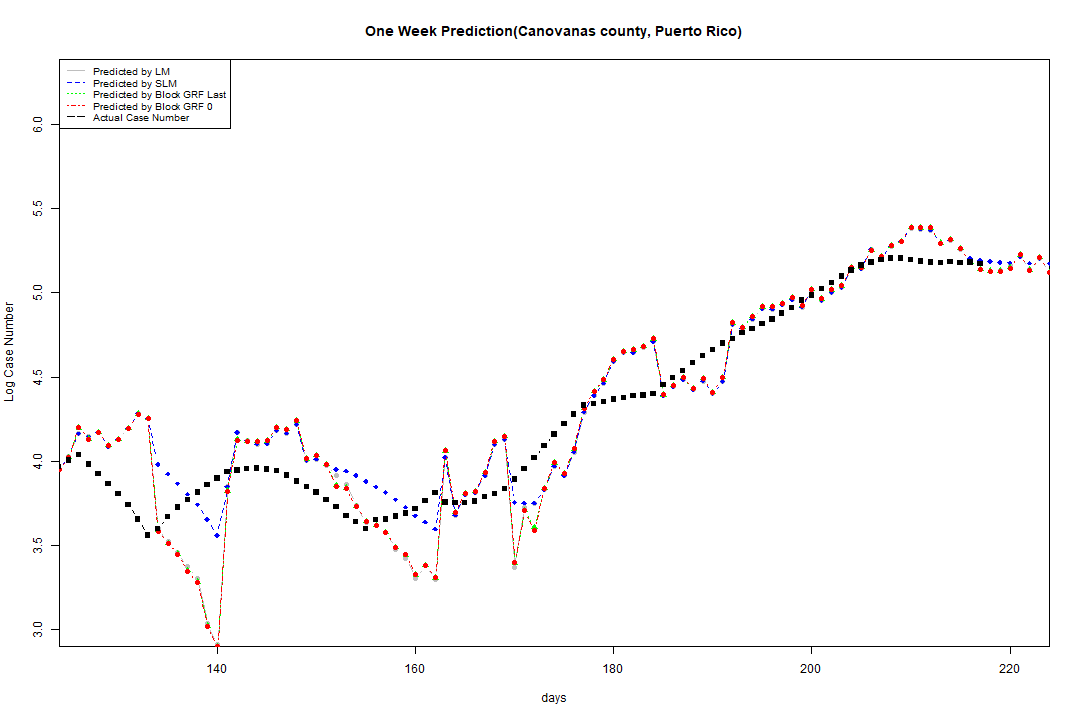 One Week Prediction(Canovanas county, Puerto Rico)
Predicted by LM
Predicted by SLM
Predicted by Block GRF Last
Predicted by Block GRF 0
Actual Case Number
6.0
5.5
5.0
4.5
4.0
3.5
3.0
Log Case Number
140 160 180 200 220
days